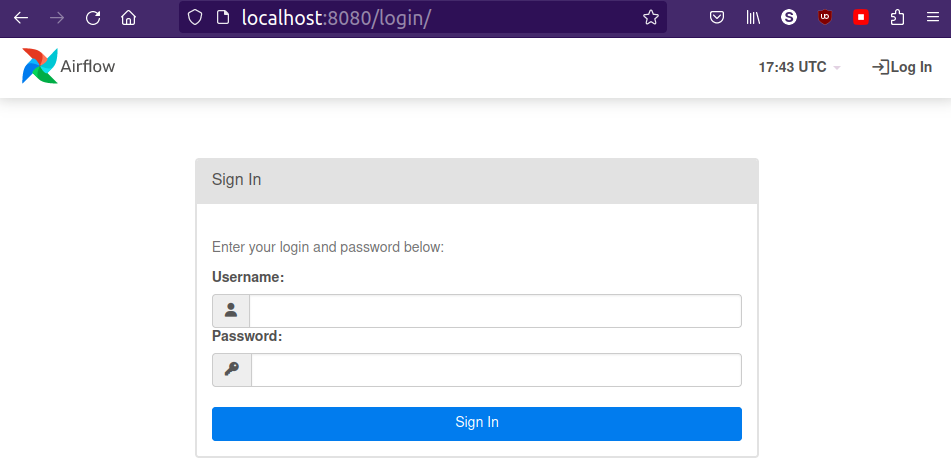 localhost:8080/login/
Airflow
17:43 UTC
Log In
Sign In
Enter your login and password below:
Username:
Password:
Sign In